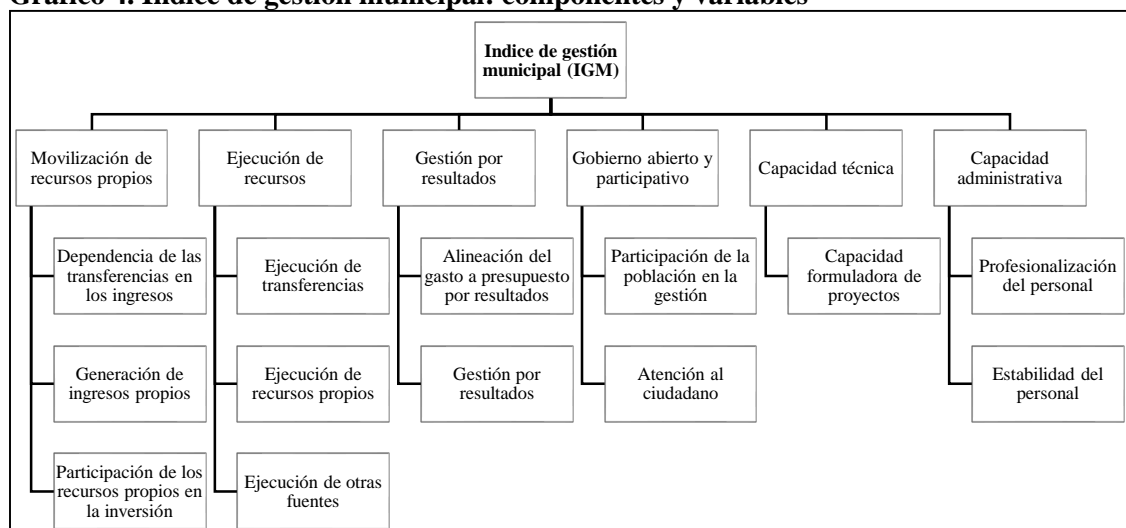 Gráfico 4. Indice de gestión municipal: componentes y variables
Indice de gestión
municipal (IGM)
Movilización de
recursos propios
Ejecución de
recursos
Gestión por
resultados
Gobierno abierto y
participativo
Capacidad técnica
Capacidad
administrativa
Dependencia de las
transferencias en
los ingresos
Ejecución de
transferencias
Alineación del
gasto a presupuesto
por resultados
Participación de la
población en la
gestión
Capacidad
formuladora de
proyectos
Profesionalización
del personal
Generación de
ingresos propios
Ejecución de
recursos propios
Gestión por
resultados
Atención al
ciudadano
Estabilidad del
personal
Participación de los
recursos propios en
la inversión
Ejecución de otras
fuentes